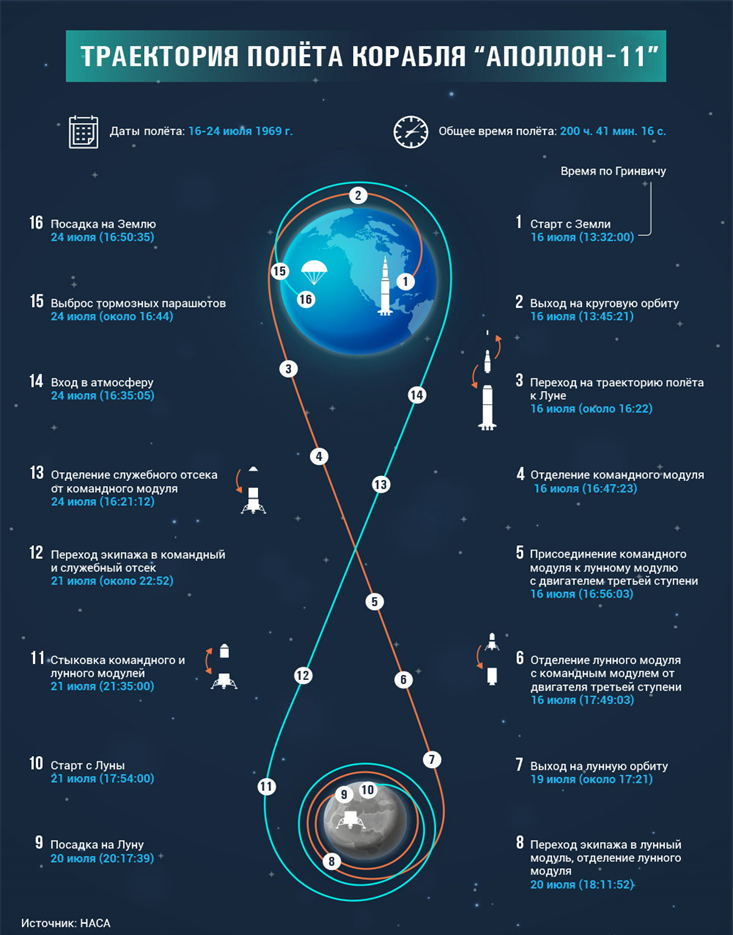 ТРАЕКТОРИЯ ПОЛЁТА КОРАБЛЯ “АПОЛЛОН-11”
Даты полёта: 16-24 июля 1969 г.
Общее время полёта: 200 ч. 41 мин. 16 с.
Время по Гринвичу
1 Старт с Земли
16 июля (13:32:00)
2 Выход на круговую орбиту
16 июля (13:45:21)
3 Переход на траекторию полёта
к Луне
16 июля (около 16:22)
4 Отделение командного модуля
16 июля (16:47:23)
5 Присоединение командного
модуля к лунному модулю
с двигателем третьей ступени
16 июля (16:56:03)
6 Отделение лунного модуля
с командным модулем от
двигателя третьей ступени
16 июля (17:49:03)
7 Выход на лунную орбиту
19 июля (около 17:21)
8 Переход экипажа в лунный
модуль, отделение лунного
модуля
20 июля (18:11:52)
9 Посадка на Луну
20 июля (20:17:39)
10 Старт с Луны
21 июля (17:54:00)
11 Стыковка командного и
лунного модулей
21 июля (21:35:00)
12 Переход экипажа в командный
и служебный отсек
21 июля (около 22:52)
13 Отделение служебного отсека
от командного модуля
24 июля (16:21:12)
14 Вход в атмосферу
24 июля (16:35:05)
15 Выброс тормозных парашютов
24 июля (около 16:44)
16 Посадка на Землю
24 июля (16:50:35)
2
15
16
1
3
14
4
13
5
12
6
7
11
9
10
8
Источник: НАСА